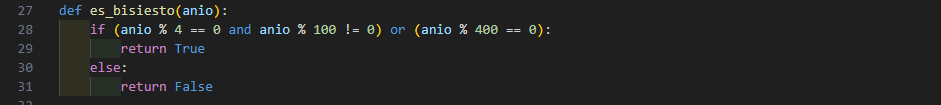 27 def es_bisiesto(anio):
28     if (anio % 4 == 0 and anio % 100 != 0) or (anio % 400 == 0):
29         return True
30     else:
31         return False